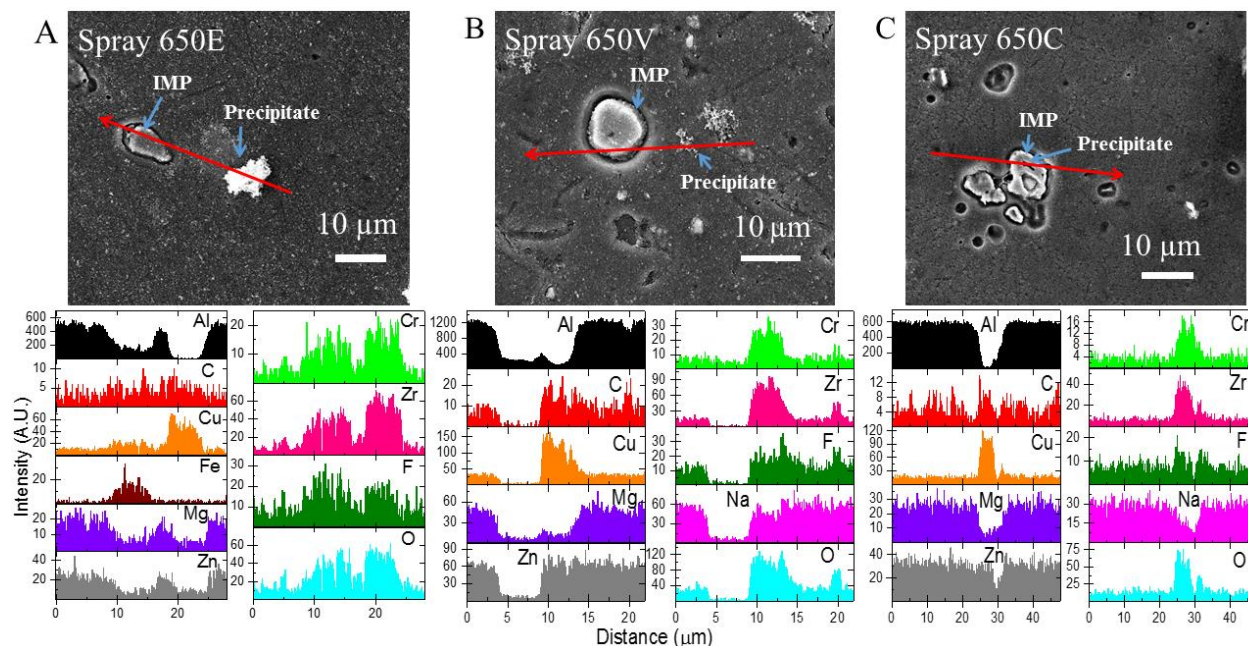 A Spray 650E
IMP
Precipitate
10 µm
B Spray 650V
IMP
Precipitate
10 µm
C Spray 650C
IMP
Precipitate
10 µm
Intensity (A.U.)
600
400
200
Al
10
5
C
60
40
20
Cu
20
Fe
20
10
Mg
40
20
Zn
0 10 20
20
10
Cr
60
40
20
Zr
30
20
10
F
60
40
20
O
0 10 20
1200
800
400
Al
20
10
C
150
100
50
Cu
60
30
Mg
90
60
30
Zn
0 5 10 15 20
30
20
10
Cr
90
60
30
Zr
30
20
10
F
60
30
Na
120
80
40
O
0 5 10 15 20
600
400
200
Al
12
8
4
C
120
90
60
30
Cu
30
20
10
Mg
40
20
Zn
0 10 20 30 40
16
12
8
4
Cr
40
20
Zr
20
10
F
30
15
Na
75
50
25
O
0 10 20 30 40
Distance (µm)